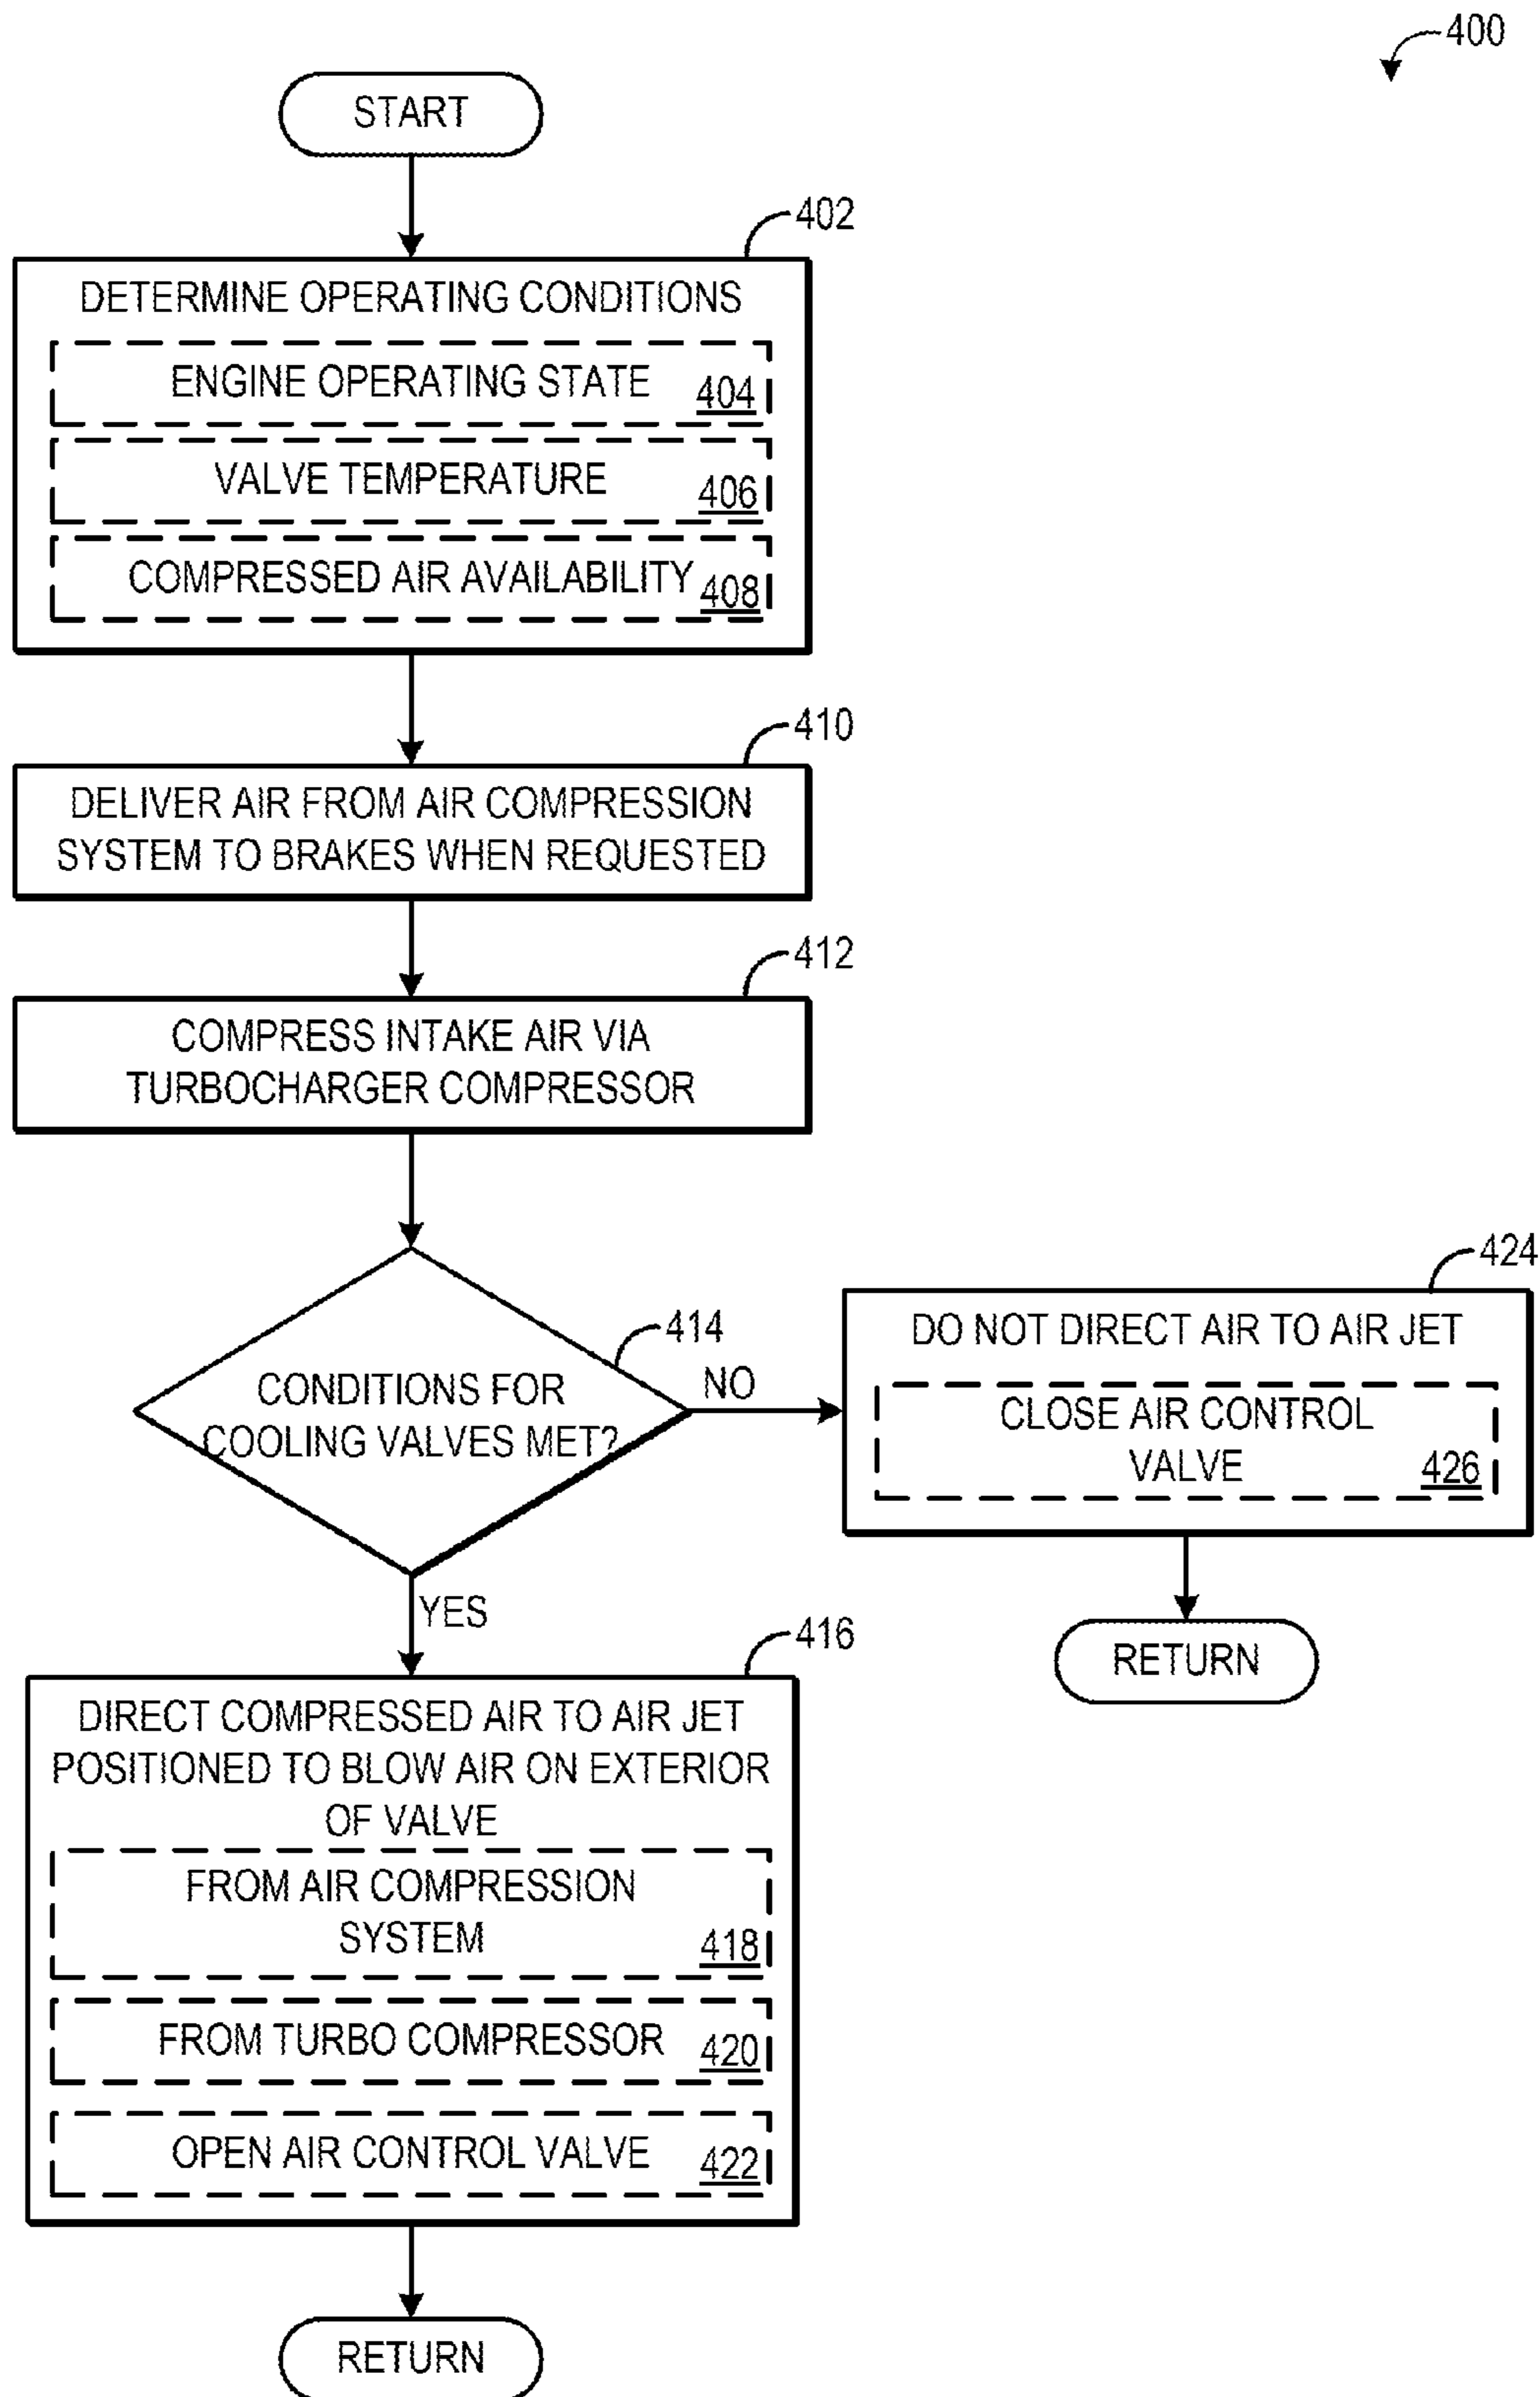 400
START
402
DETERMINE OPERATING CONDITIONS
ENGINE OPERATING STATE 404
VALVE TEMPERATURE 406
COMPRESSED AIR AVAILABILITY 408
410
DELIVER AIR FROM AIR COMPRESSION
SYSTEM TO BRAKES WHEN REQUESTED
412
COMPRESS INTAKE AIR VIA
TURBOCHARGER COMPRESSOR
414
CONDITIONS FOR
COOLING VALVES MET?
NO
424
DO NOT DIRECT AIR TO AIR JET
CLOSE AIR CONTROL
VALVE 426
RETURN
YES
416
DIRECT COMPRESSED AIR TO AIR JET
POSITIONED TO BLOW AIR ON EXTERIOR
OF VALVE
FROM AIR COMPRESSION
SYSTEM 418
FROM TURBO COMPRESSOR 420
OPEN AIR CONTROL VALVE 422
RETURN